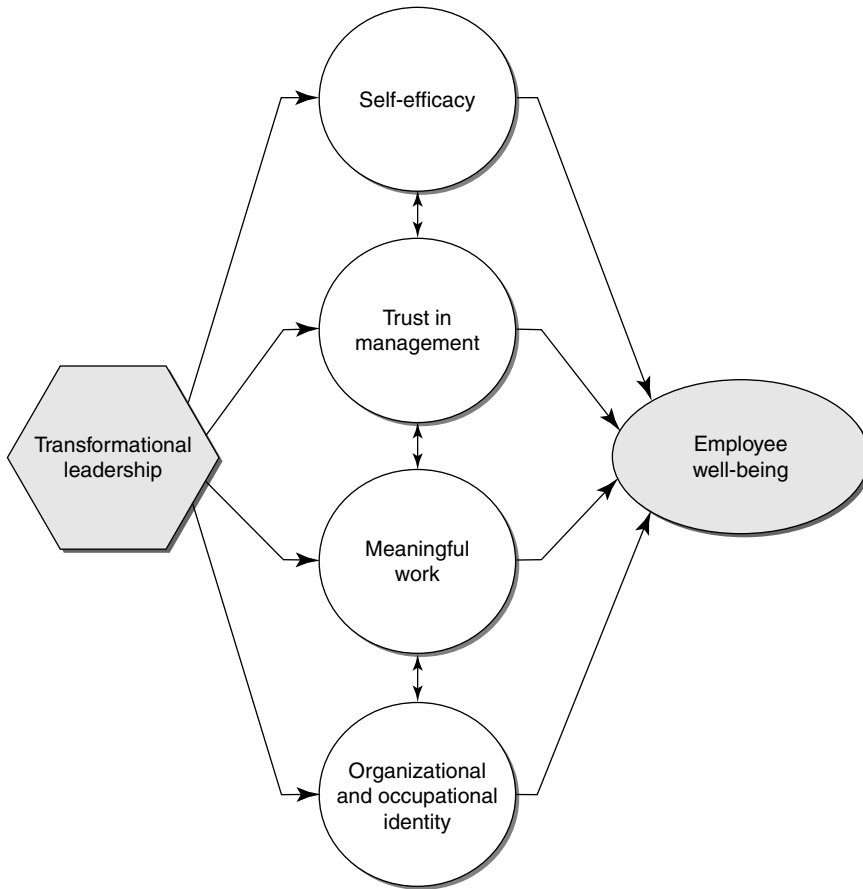 Self-efficacy
Trust in
management
Transformational
leadership
Employee
well-being
Meaningful
work
Organizational
and occupational
identity